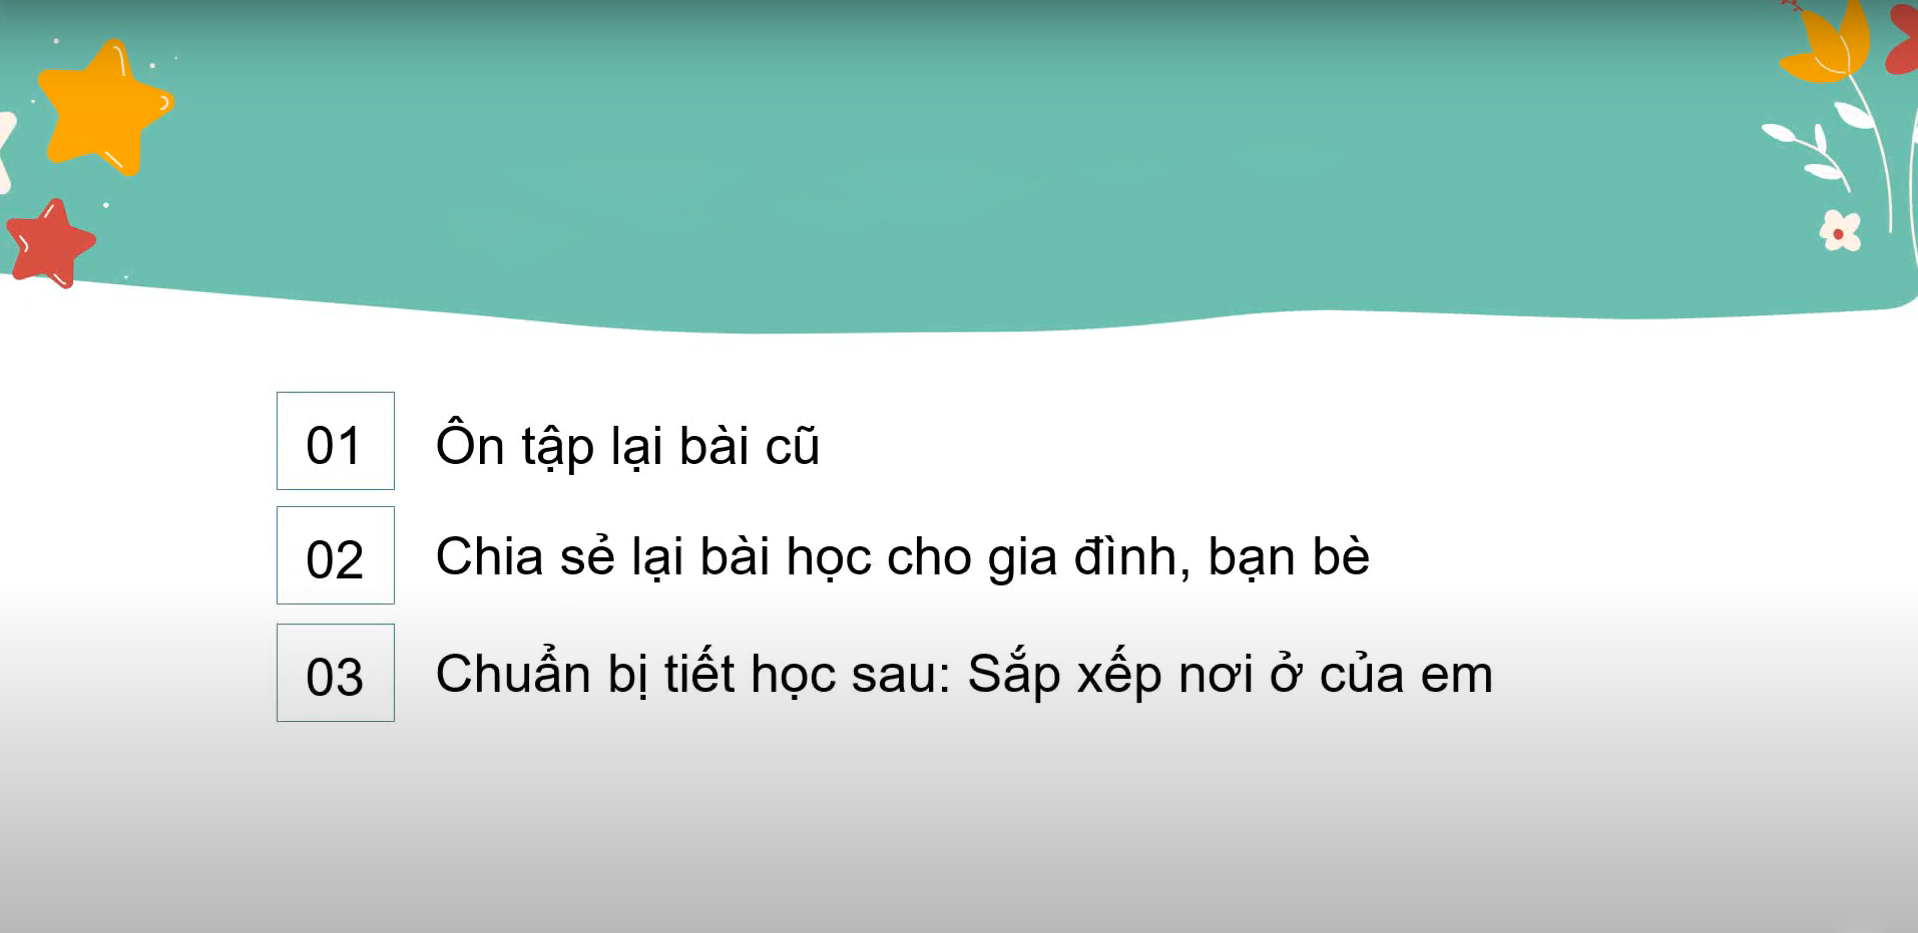 01 Ôn tập lại bài cũ
02 Chia sẻ lại bài học cho gia đình, bạn bè
03 Chuẩn bị tiết học sau: Sắp xếp nơi ở của em